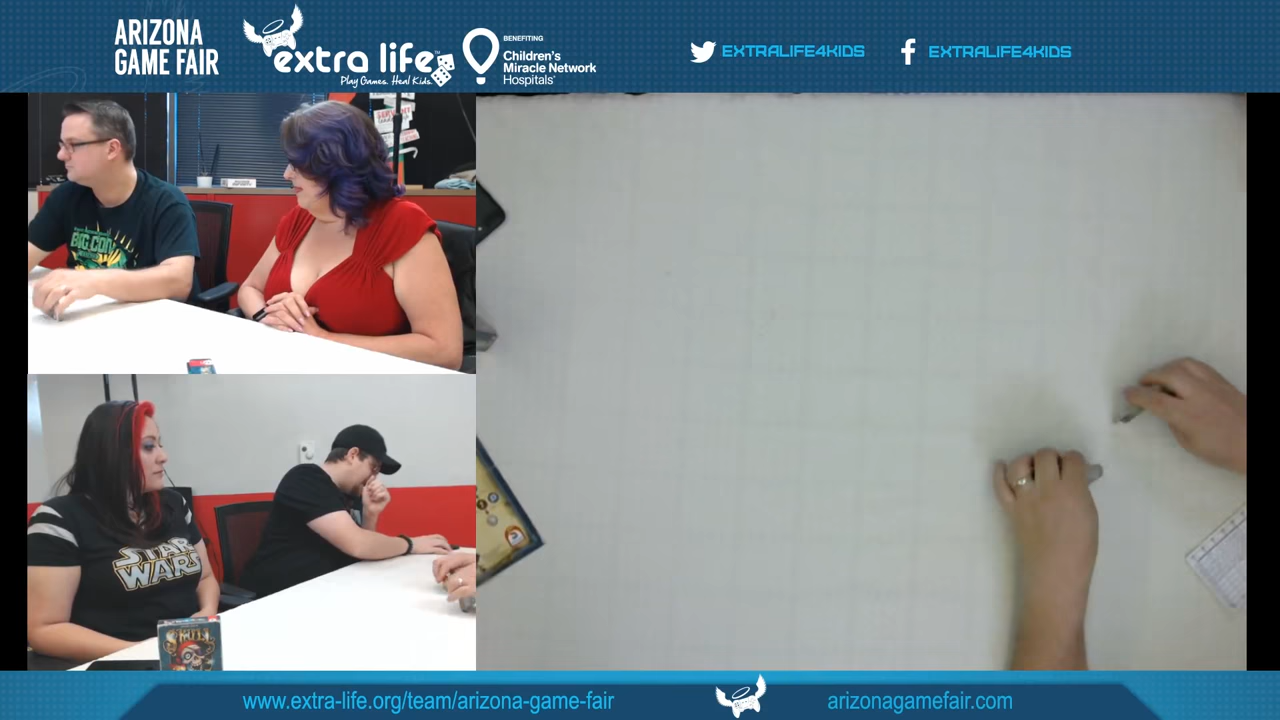 ARIZONA
GAME FAIR
extra life
Play Games. Heal Kids.
BENEFITING
Children's
Miracle Network
Hospitals
EXTRALIFE4KIDS
EXTRALIFE4KIDS
STAR
WARS
SKULL
www.extra-life.org/team/arizona-game-fair
arizonagamefair.com